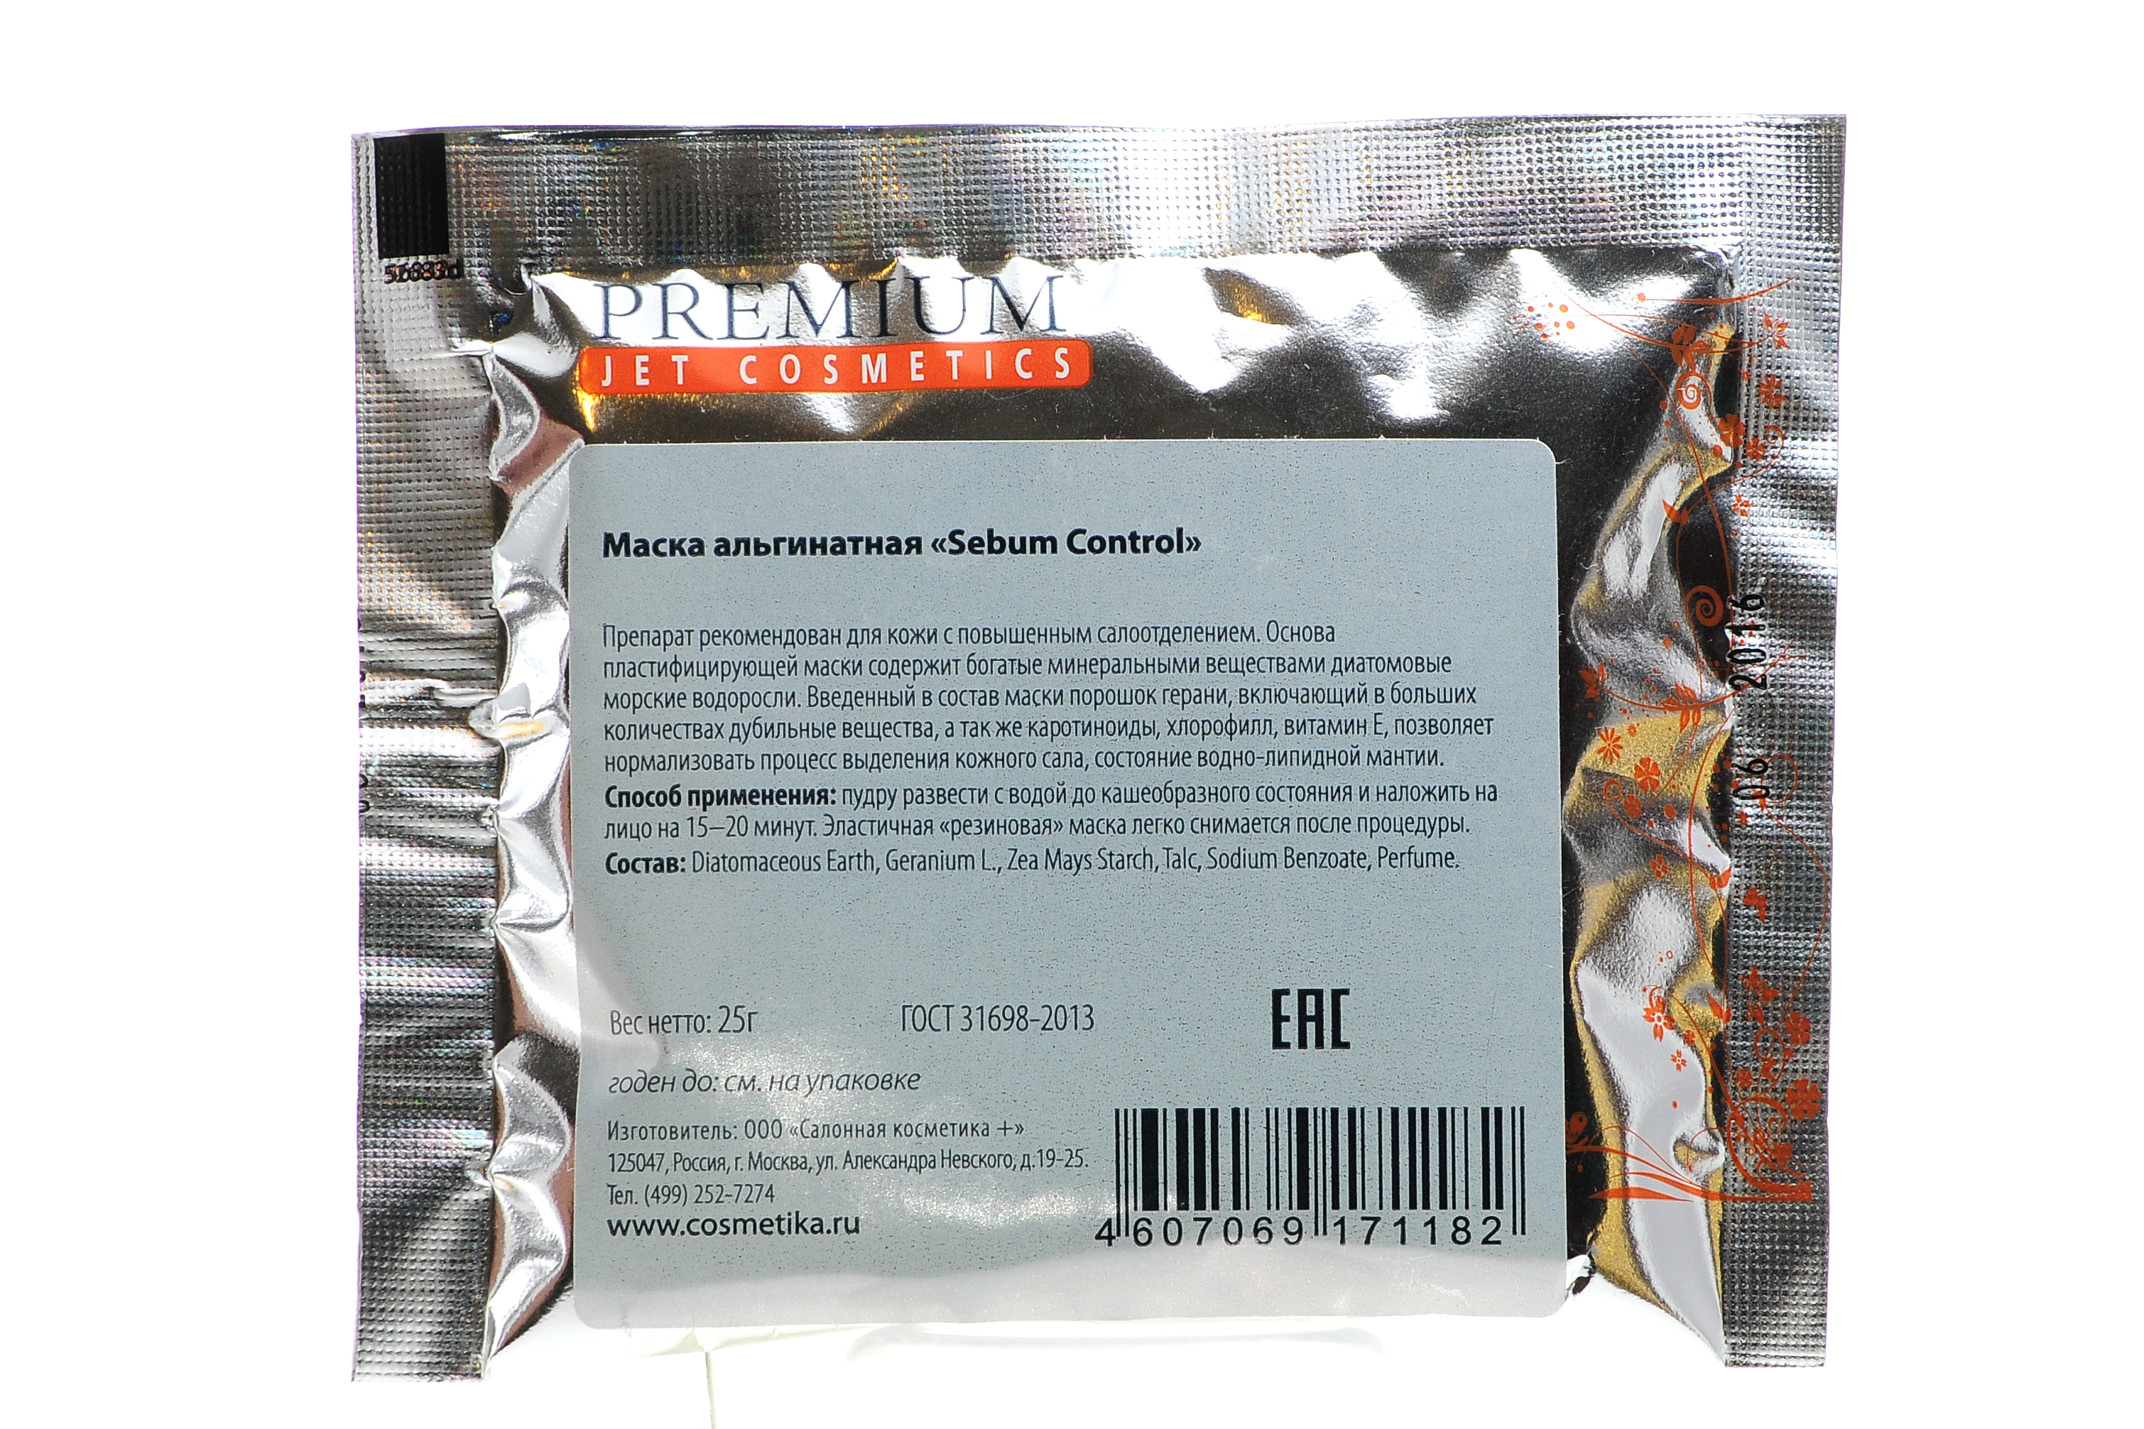 PREMIUM
JET COSMETICS
Маска альгинатная «Sebum Control»
Препарат рекомендован для кожи с повышенным салоотделением. Основа
пластифицирующей маски содержит богатые минеральными веществами диатомовые
морские водоросли. Введенный в состав маски порошок герани, включающий в больших
количествах дубильные вещества, а так же каротиноиды, хлорофилл, витамин Е, позволяет
нормализовать процесс выделения кожного сала, состояние водно-липидной мантии.
Способ применения: пудру развести с водой до кашеобразного состояния и наложить на
лицо на 15–20 минут. Эластичная «резиновая» маска легко снимается после процедуры.
Состав: Diatomaceous Earth, Geranium L., Zea Mays Starch, Talc, Sodium Benzoate, Perfume.
Вес нетто: 25г ГОСТ 31698-2013 EAC
годен до: см. на упаковке
Изготовитель: ООО «Салонная косметика +»
125047, Россия, г. Москва, ул. Александра Невского, д.19-25.
Тел. (499) 252-7274
www.cosmetika.ru
4 607069 171182
06 2016